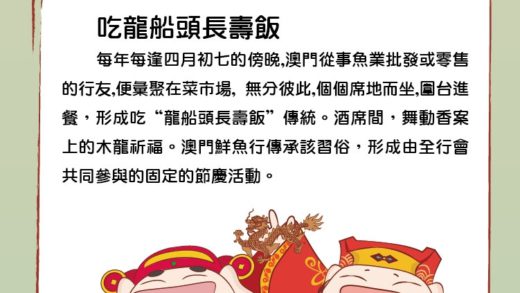 吃龍船頭長壽飯
每年每逢四月初七的傍晚,澳門從事魚業批發或零售
的行友,便彙聚在菜市場, 無分彼此,個個席地而坐,圍台進
餐，形成吃“龍船頭長壽飯”傳統。酒席間，舞動香案
上的木龍祈福。澳門鮮魚行傳承該習俗，形成由全行會
共同參與的固定的節慶活動。